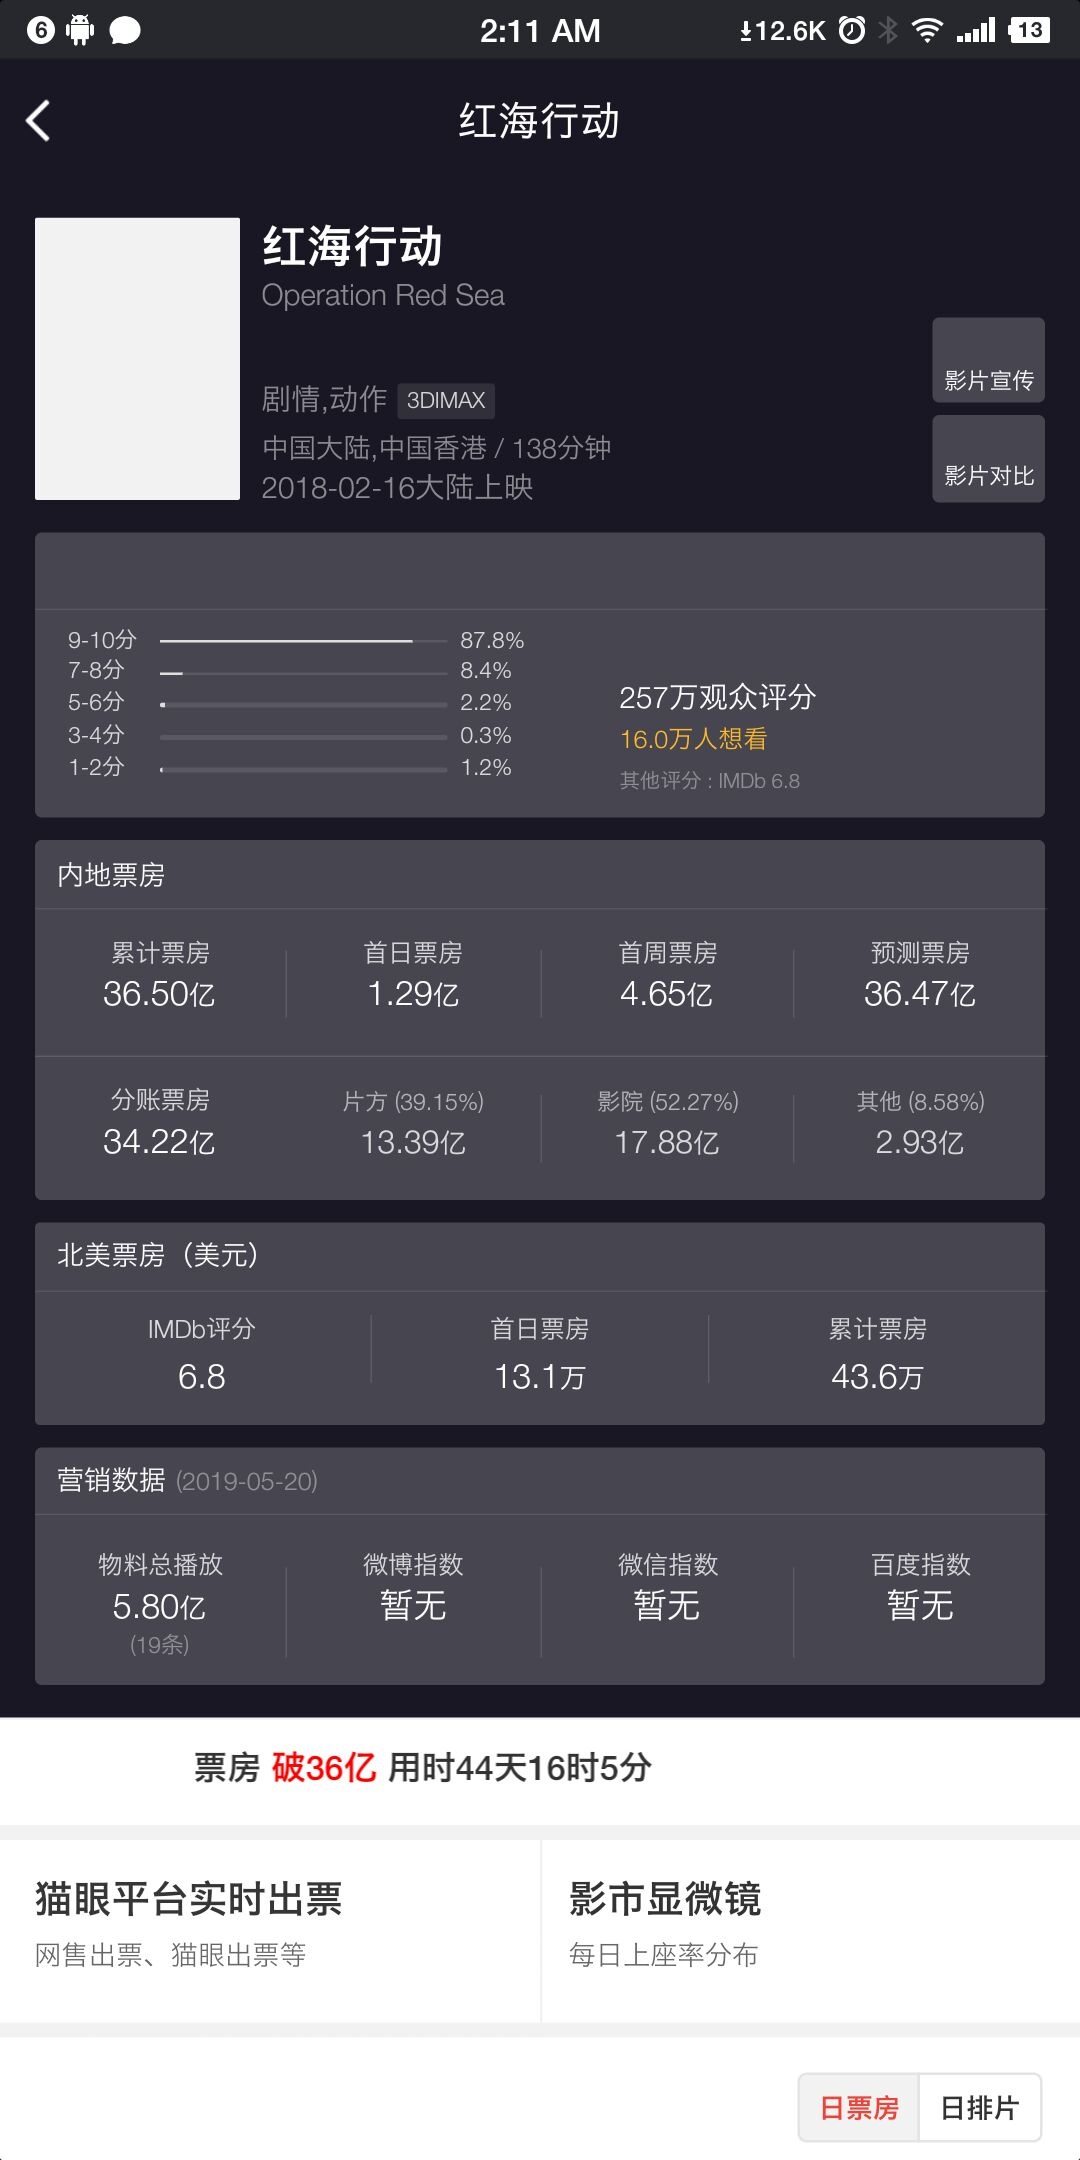 6 2:11 AM 12.6K 13
红海行动
红海行动
Operation Red Sea
剧情,动作 3DIMAX
中国大陆,中国香港 / 138分钟
2018-02-16大陆上映
影片宣传
影片对比
9-10分 87.8%
7-8分 8.4%
5-6分 2.2%
3-4分 0.3%
1-2分 1.2%
257万观众评分
16.0万人想看
其他评分 : IMDb 6.8
内地票房
累计票房 首日票房 首周票房 预测票房
36.50亿 1.29亿 4.65亿 36.47亿
分账票房 片方 (39.15%) 影院 (52.27%) 其他 (8.58%)
34.22亿 13.39亿 17.88亿 2.93亿
北美票房（美元）
IMDb评分 首日票房 累计票房
6.8 13.1万 43.6万
营销数据 (2019-05-20)
物料总播放 微博指数 微信指数 百度指数
5.80亿 暂无 暂无 暂无
(19条)
票房 破36亿 用时44天16时5分
猫眼平台实时出票 影市显微镜
网售出票、猫眼出票等 每日上座率分布
日票房 日排片